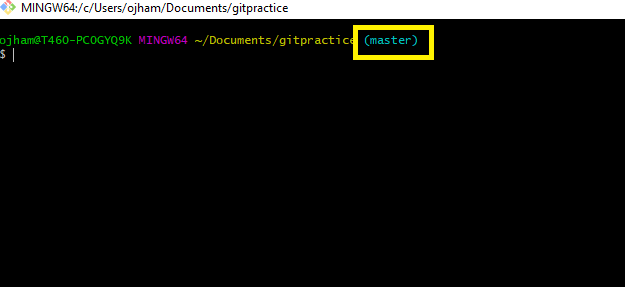 MINGW64:/c/Users/ojham/Documents/gitpractice
ojham@T460-PC0GYQ9K MINGW64 ~/Documents/gitpractice (master)
$